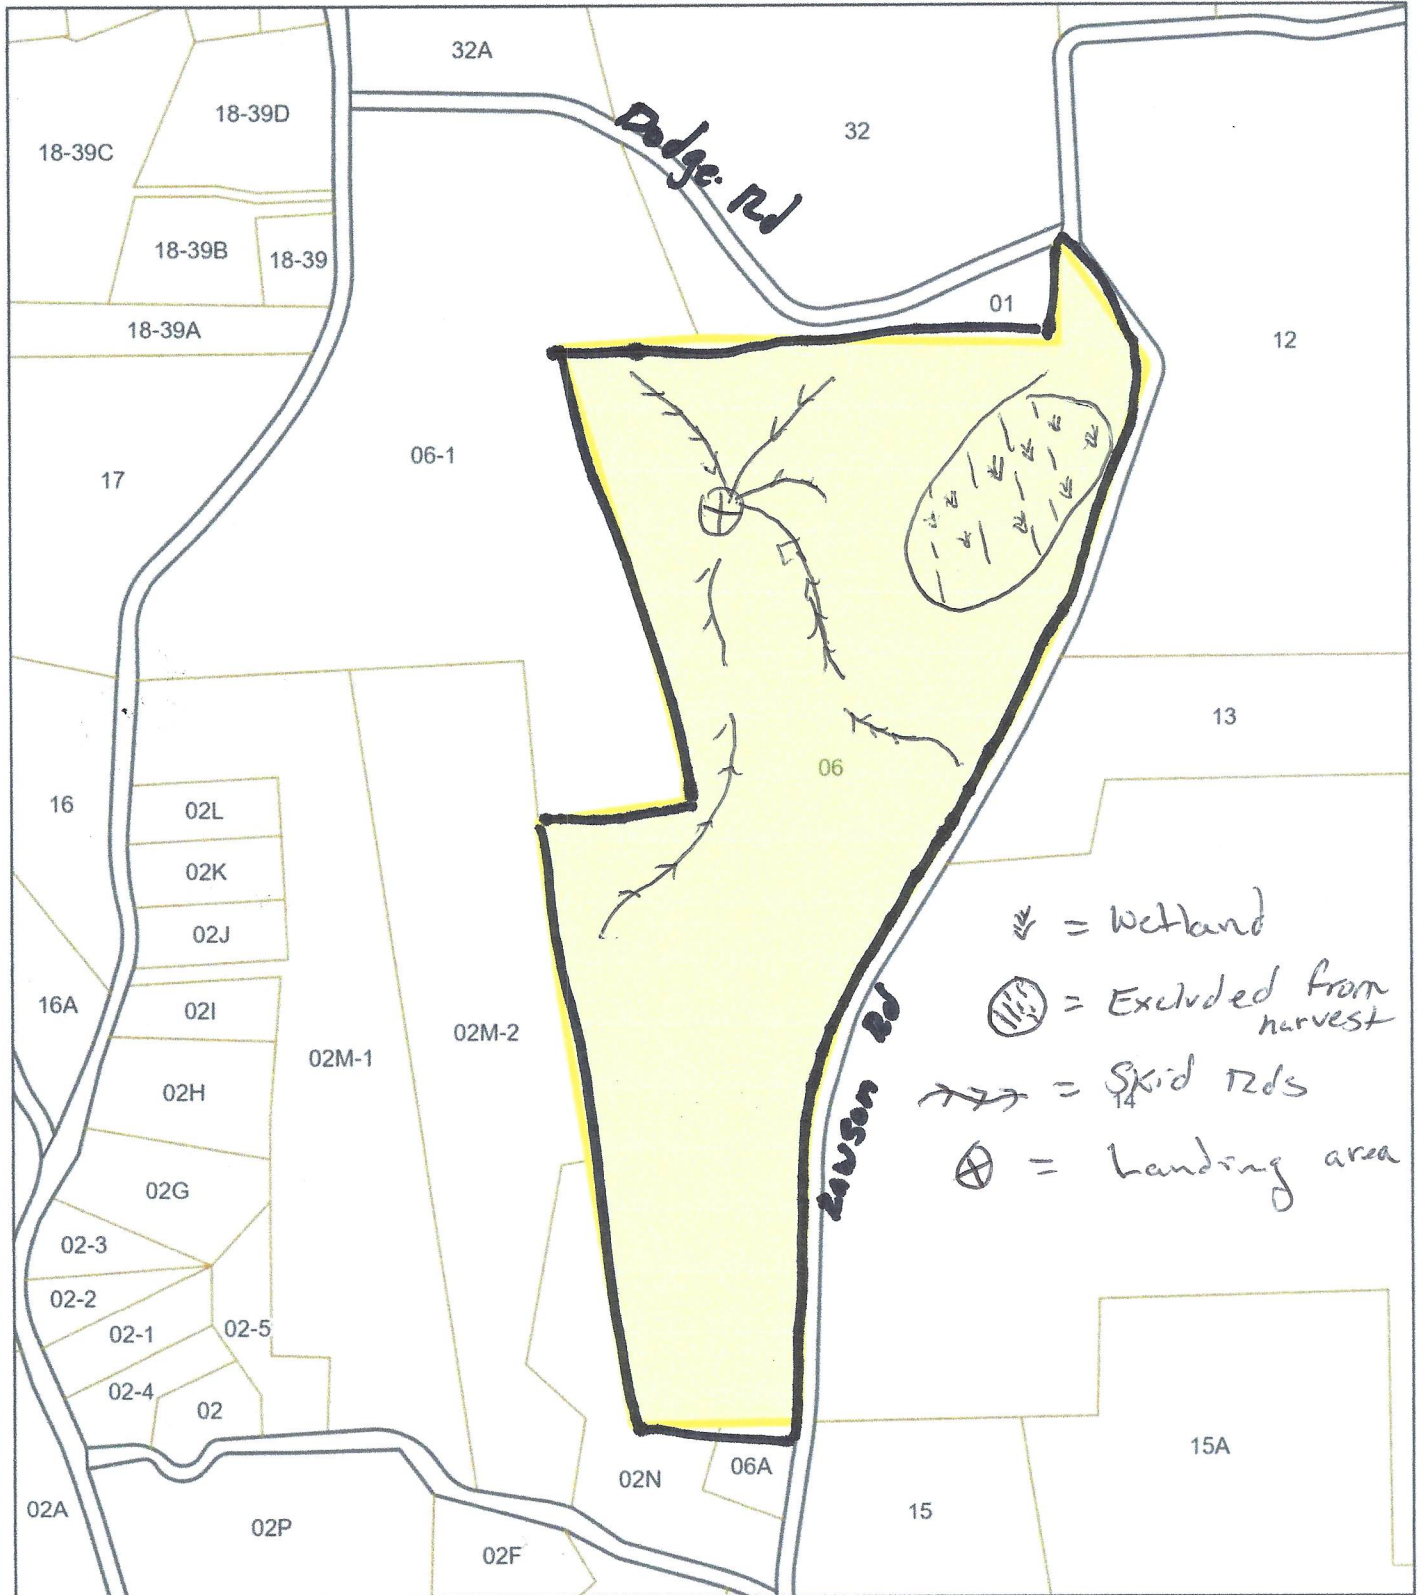 32A
18-39D
32
18-39C
Dodge Rd
18-39B
18-39
01
18-39A
12
06-1
17
13
06
16
02L
02K
02J
= Wetland
16A
02I
= Excluded from
harvest
02M-2
02M-1
02H
= Skid Rds
14
Lawson Rd
= Landing area
02G
02-3
02-2
02-1
02-5
02-4
02
15A
02N
06A
02A
15
02P
02F